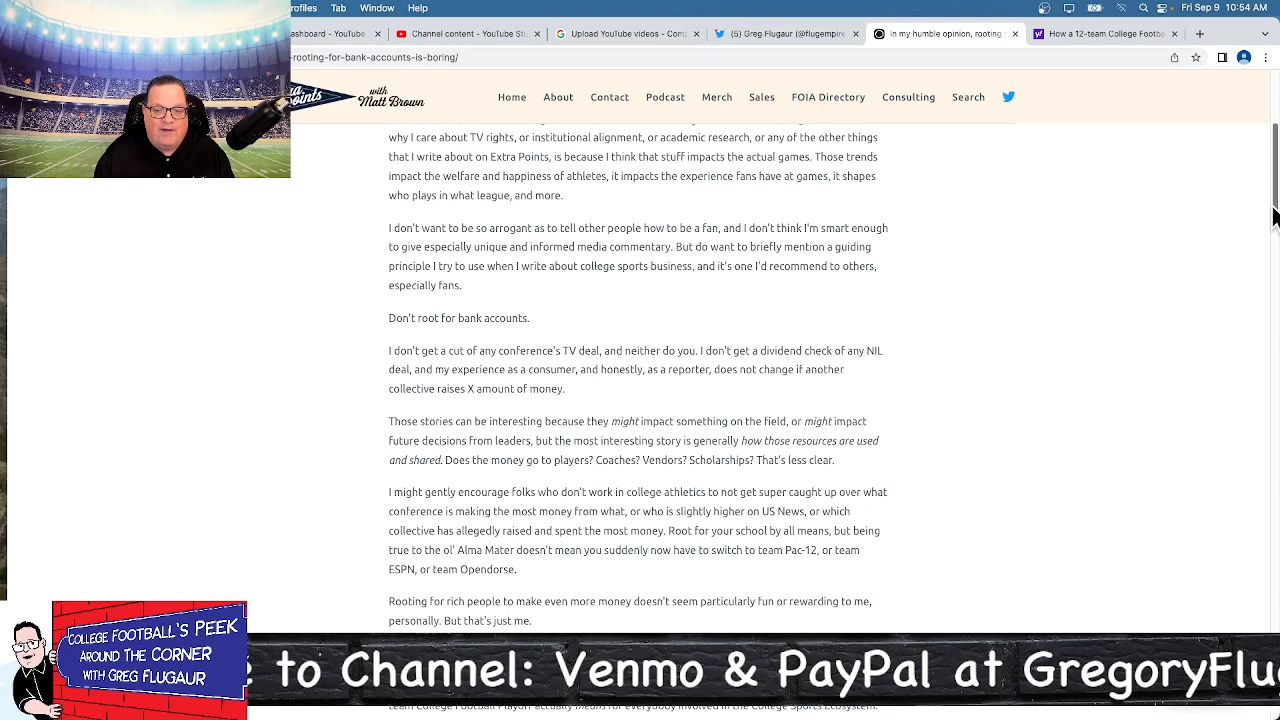 rofiles Tab Window Help Fri Sep 9 10:54 AM
ashboard - YouTube × Channel content - YouTube Stu × Upload YouTube videos - Comp × (5) Greg Flugaur (@flugempire × in my humble opinion, rooting f × How a 12-team College Footba × +
-rooting-for-bank-accounts-is-boring/
oints with Matt Brown Home About Contact Podcast Merch Sales FOIA Directory Consulting Search
why I care about TV rights, or institutional alignment, or academic research, or any of the other things
that I write about on Extra Points, is because I think that stuff impacts the actual games. Those trends
impact the welfare and happiness of athletes, it impacts the experience fans have at games, it shapes
who plays in what league, and more.
I don't want to be so arrogant as to tell other people how to be a fan, and I don't think I'm smart enough
to give especially unique and informed media commentary. But do want to briefly mention a guiding
principle I try to use when I write about college sports business, and it's one I'd recommend to others,
especially fans.
Don't root for bank accounts.
I don't get a cut of any conference's TV deal, and neither do you. I don't get a dividend check of any NIL
deal, and my experience as a consumer, and honestly, as a reporter, does not change if another
collective raises X amount of money.
Those stories can be interesting because they might impact something on the field, or might impact
future decisions from leaders, but the most interesting story is generally how those resources are used
and shared. Does the money go to players? Coaches? Vendors? Scholarships? That's less clear.
I might gently encourage folks who don't work in college athletics to not get super caught up over what
conference is making the most money from what, or who is slightly higher on US News, or which
collective has allegedly raised and spent the most money. Root for your school by all means, but being
true to the ol' Alma Mater doesn't mean you suddenly now have to switch to team Pac-12, or team
ESPN, or team Opendorse.
Rooting for rich people to make even more money doesn't seem particularly fun or rewarding to me,
personally. But that's just me.
COLLEGE FOOTBALL'S PEEK
AROUND THE CORNER
WITH GREG FLUGAUR
e to Channel: Venmo & PayPal at GregoryFlu
team College Football Playoff actually means for everybody involved in the College Sports Ecosystem.